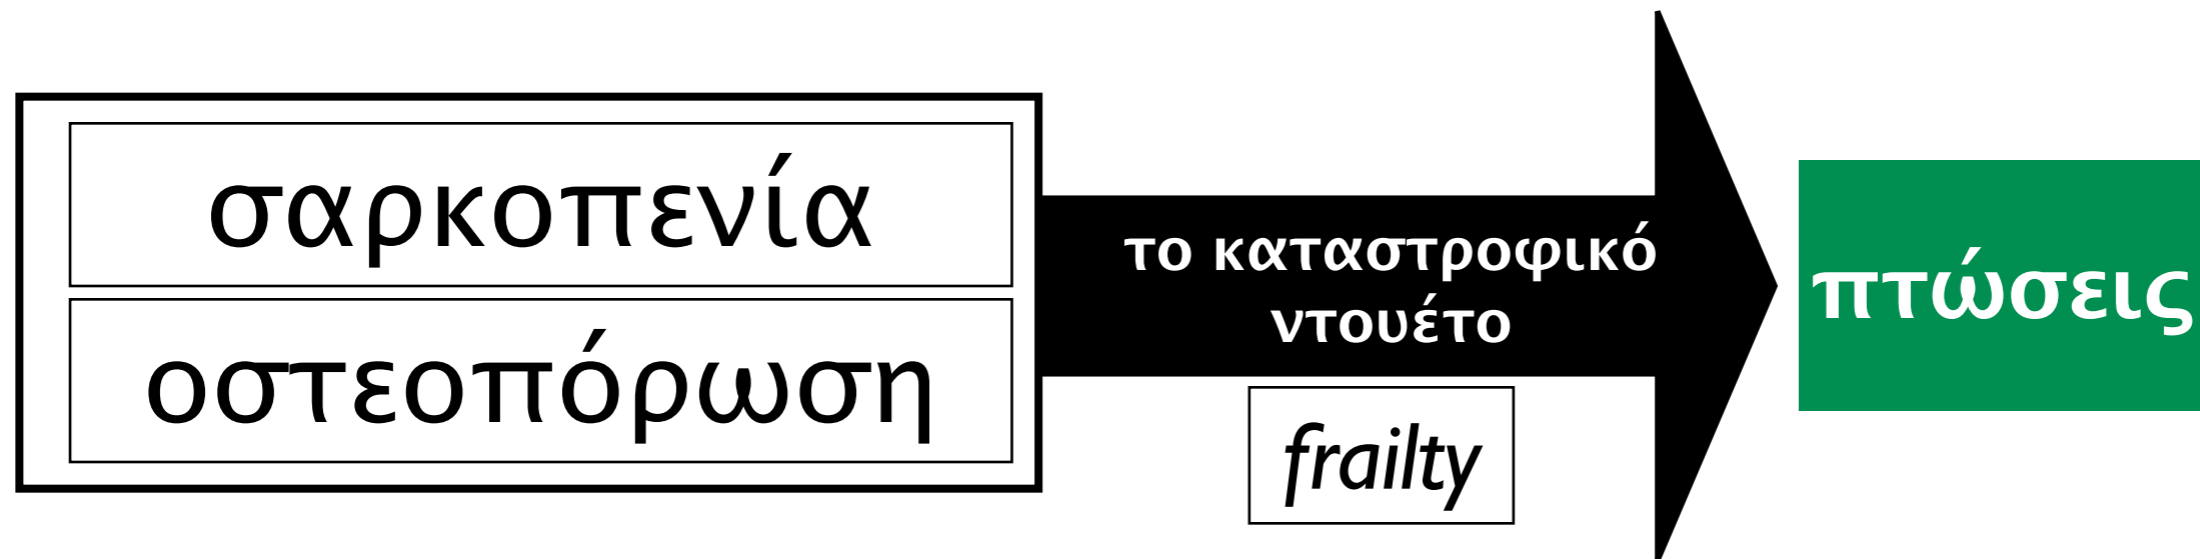 σαρκοπενία
οστεοπόρωση
το καταστροφικό
ντουέτο
frailty
πτώσεις